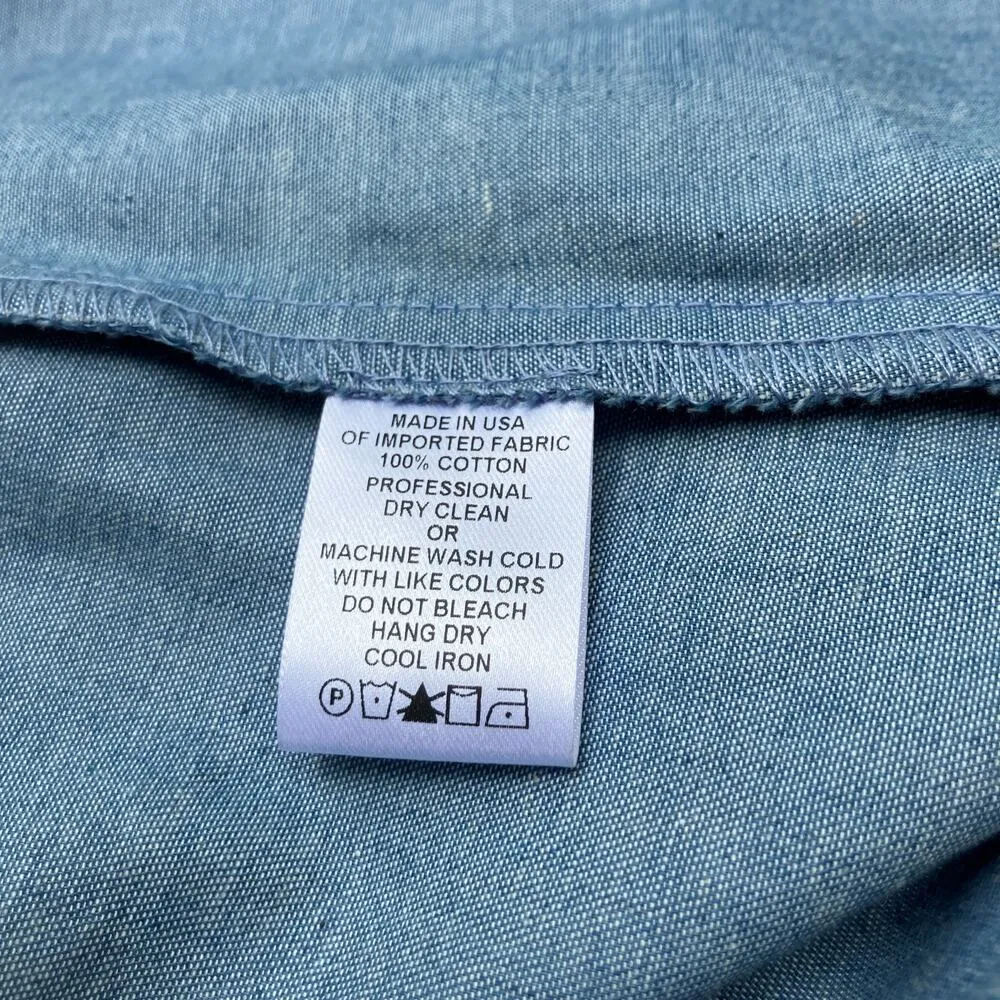 MADE IN USA
OF IMPORTED FABRIC
100% COTTON
PROFESSIONAL
DRY CLEAN
OR
MACHINE WASH COLD
WITH LIKE COLORS
DO NOT BLEACH
HANG DRY
COOL IRON
P